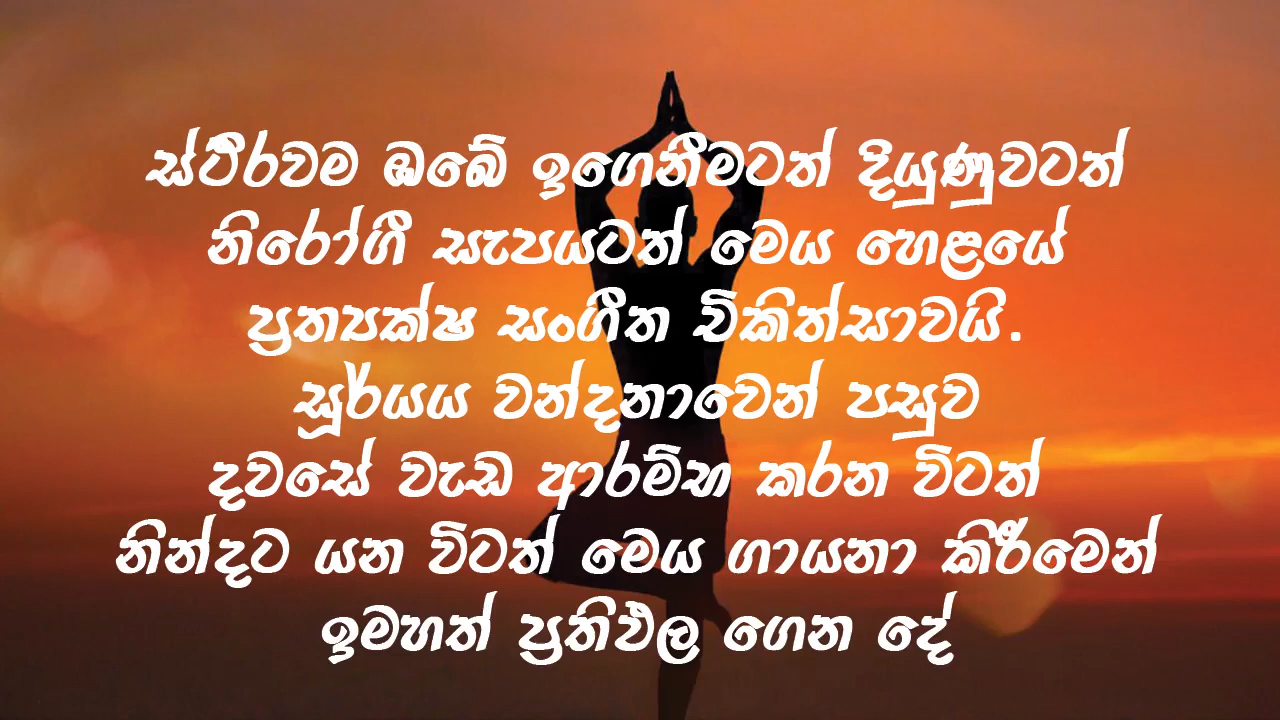 ස්ටීරවම ඔබේ ඉගෙනීමටත් දියුණුවටත්
නිරෝගී සැපයටත් මෙය හෙළයේ
ප්‍රත්‍යක්ෂ සංගීත චිකිත්සාවයි.
සූර්යය වන්දනාවෙන් පසුව
දවසේ වැඩ ආරම්භ කරන විටත්
නින්දට යන විටත් මෙය ගායනා කිරීමෙන්
ඉමහත් ප්‍රතිඵල ගෙන දේ